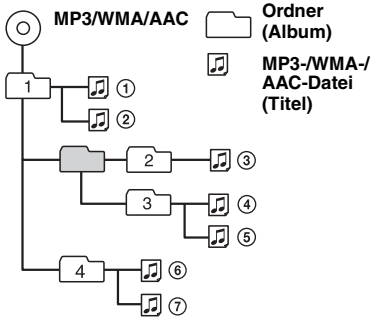 MP3/WMA/AAC
Ordner
(Album)
MP3-/WMA-/
AAC-Datei
(Titel)
1
①
②
2
③
3
④
⑤
4
⑥
⑦